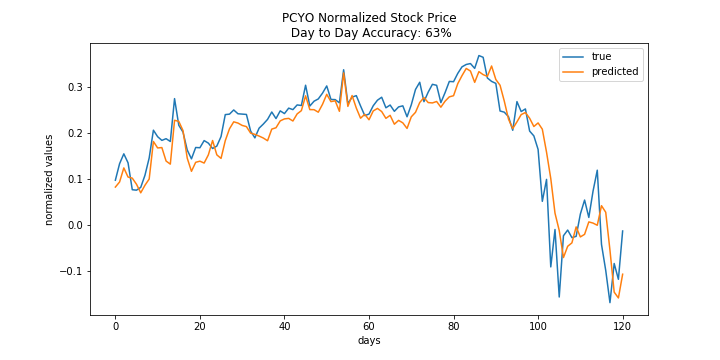 PCYO Normalized Stock Price
Day to Day Accuracy: 63%
true
predicted
normalized values
0.3
0.2
0.1
0.0
−0.1
0
20
40
60
80
100
120
days